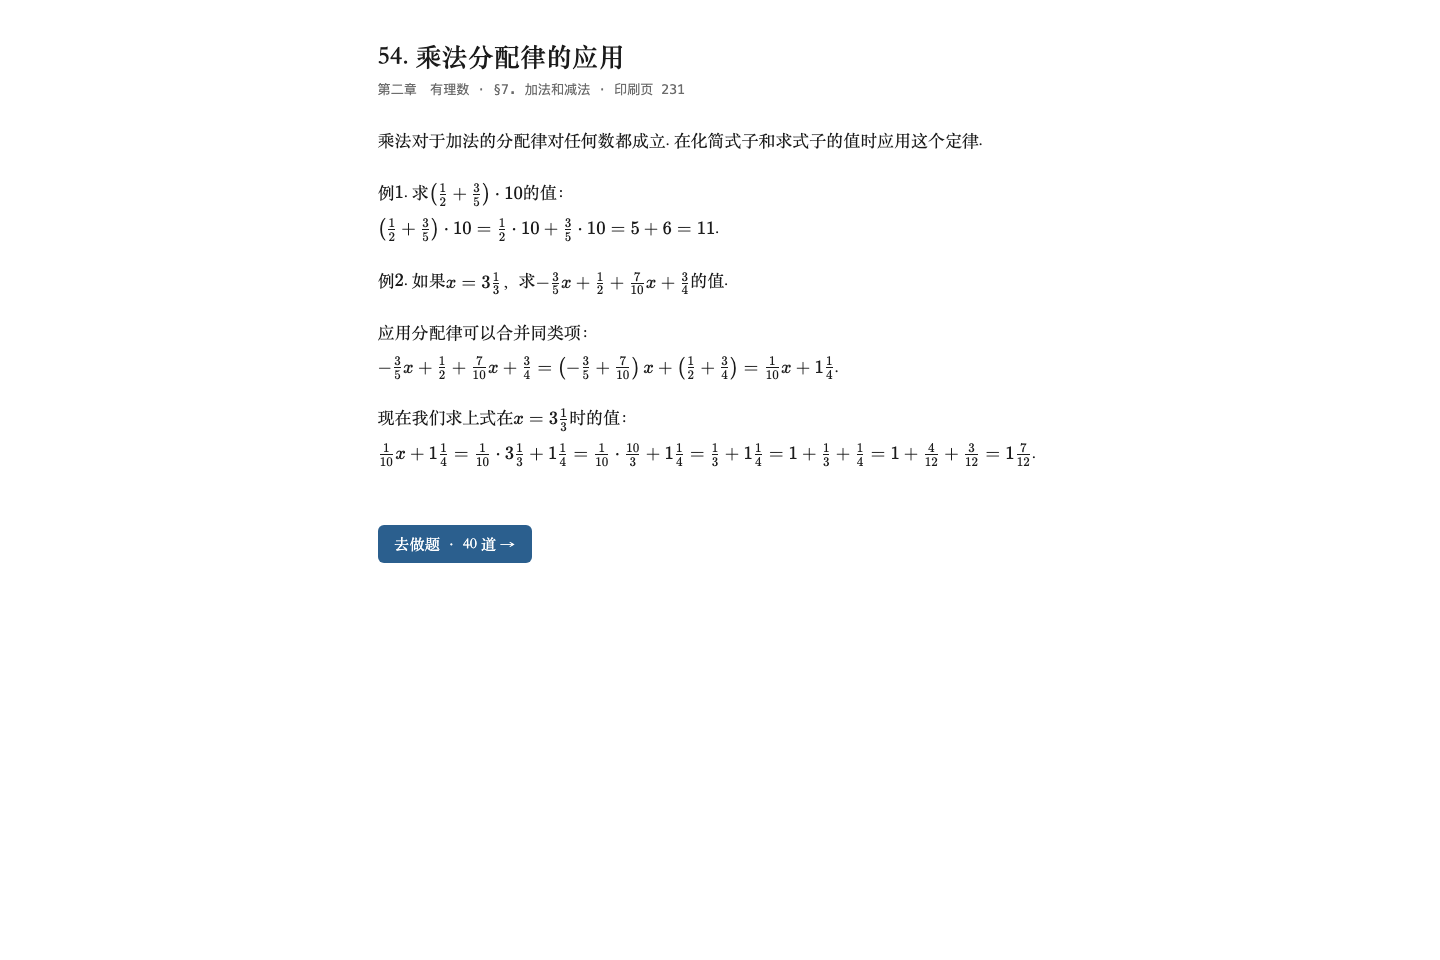 54. 乘法分配律的应用
第二章 有理数 · §7. 加法和减法 · 印刷页 231
乘法对于加法的分配律对任何数都成立. 在化简式子和求式子的值时应用这个定律.
例1. 求(1/2 + 3/5) · 10的值：
(1/2 + 3/5) · 10 = 1/2 · 10 + 3/5 · 10 = 5 + 6 = 11.
例2. 如果x = 3 1/3，求−3/5 x + 1/2 + 7/10 x + 3/4的值.
应用分配律可以合并同类项：
−3/5 x + 1/2 + 7/10 x + 3/4 = (−3/5 + 7/10) x + (1/2 + 3/4) = 1/10 x + 1 1/4.
现在我们求上式在x = 3 1/3时的值：
1/10 x + 1 1/4 = 1/10 · 3 1/3 + 1 1/4 = 1/10 · 10/3 + 1 1/4 = 1/3 + 1 1/4 = 1 + 1/3 + 1/4 = 1 + 4/12 + 3/12 = 1 7/12.
去做题 · 40 道 →